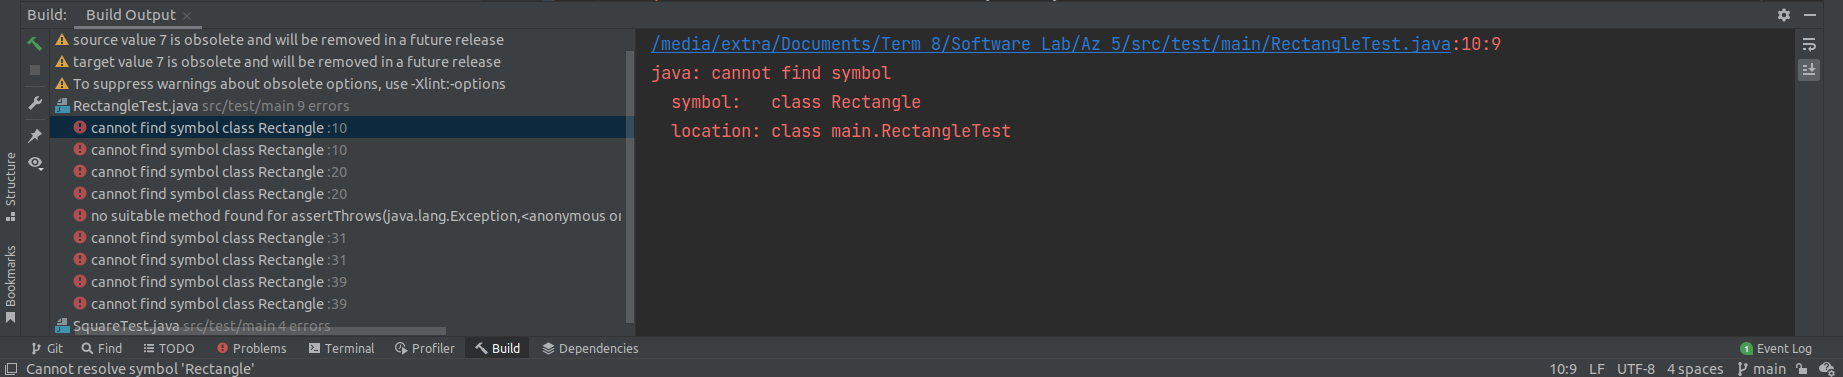 Build: Build Output ×
source value 7 is obsolete and will be removed in a future release
target value 7 is obsolete and will be removed in a future release
To suppress warnings about obsolete options, use -Xlint:-options
RectangleTest.java src/test/main 9 errors
cannot find symbol class Rectangle :10
cannot find symbol class Rectangle :10
cannot find symbol class Rectangle :20
cannot find symbol class Rectangle :20
no suitable method found for assertThrows(java.lang.Exception,<anonymous or
cannot find symbol class Rectangle :31
cannot find symbol class Rectangle :31
cannot find symbol class Rectangle :39
cannot find symbol class Rectangle :39
SquareTest.java src/test/main 4 errors
/media/extra/Documents/Term 8/Software Lab/Az 5/src/test/main/RectangleTest.java:10:9
java: cannot find symbol
symbol: class Rectangle
location: class main.RectangleTest
Structure
Bookmarks
Git Find TODO Problems Terminal Profiler Build Dependencies 1 Event Log
Cannot resolve symbol 'Rectangle' 10:9 LF UTF-8 4 spaces main